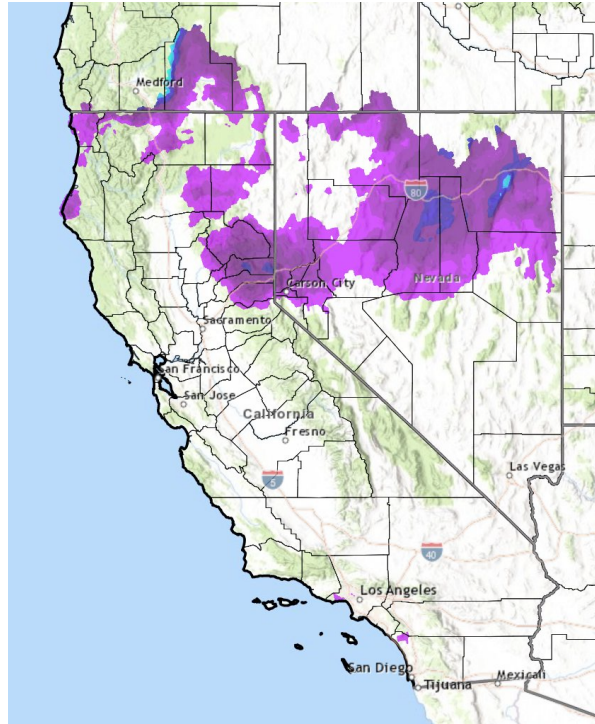 Medford
80
Nevada
Carson City
Sacramento
San Francisco
San Jose
California
Fresno
5
Las Vegas
40
Los Angeles
San Diego
Tijuana
Mexicali